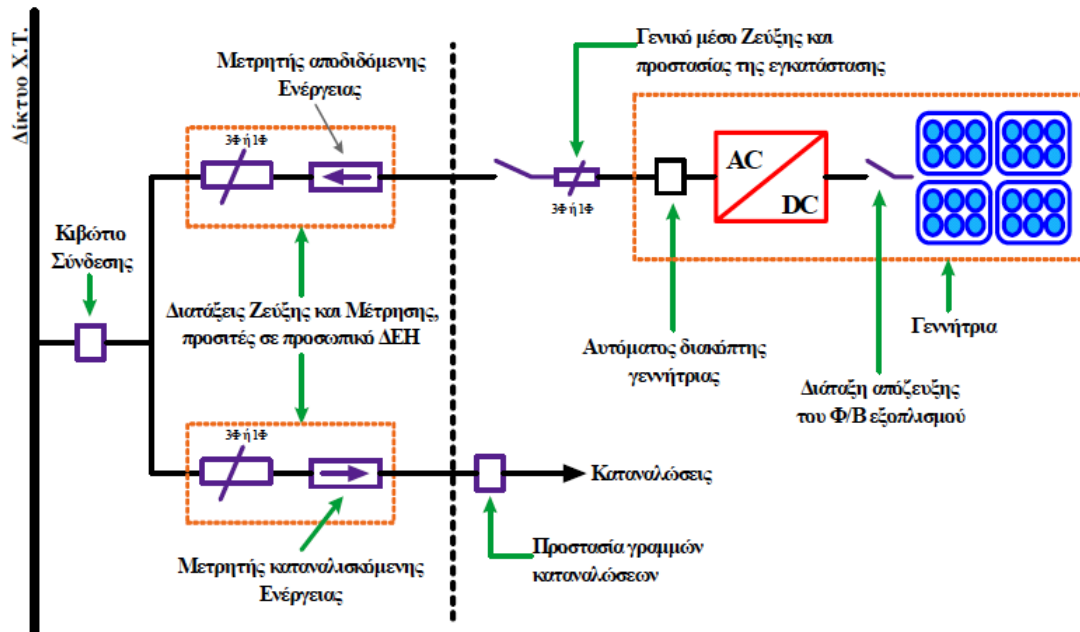 Δίκτυο Χ.Τ.
Μετρητής αποδιδόμενης
Ενέργειας
Γενικό μέσο Ζεύξης και
προστασίας της εγκατάστασης
3Φ ή 1Φ
3Φ ή 1Φ
AC
DC
Κιβώτιο
Σύνδεσης
Διατάξεις Ζεύξης και Μέτρησης,
προσιτές σε προσωπικό ΔΕΗ
Αυτόματος διακόπτης
γεννήτριας
Γεννήτρια
Διάταξη απόζευξης
του Φ/Β εξοπλισμού
3Φ ή 1Φ
Καταναλώσεις
Μετρητής καταναλισκόμενης
Ενέργειας
Προστασία γραμμών
καταναλώσεων